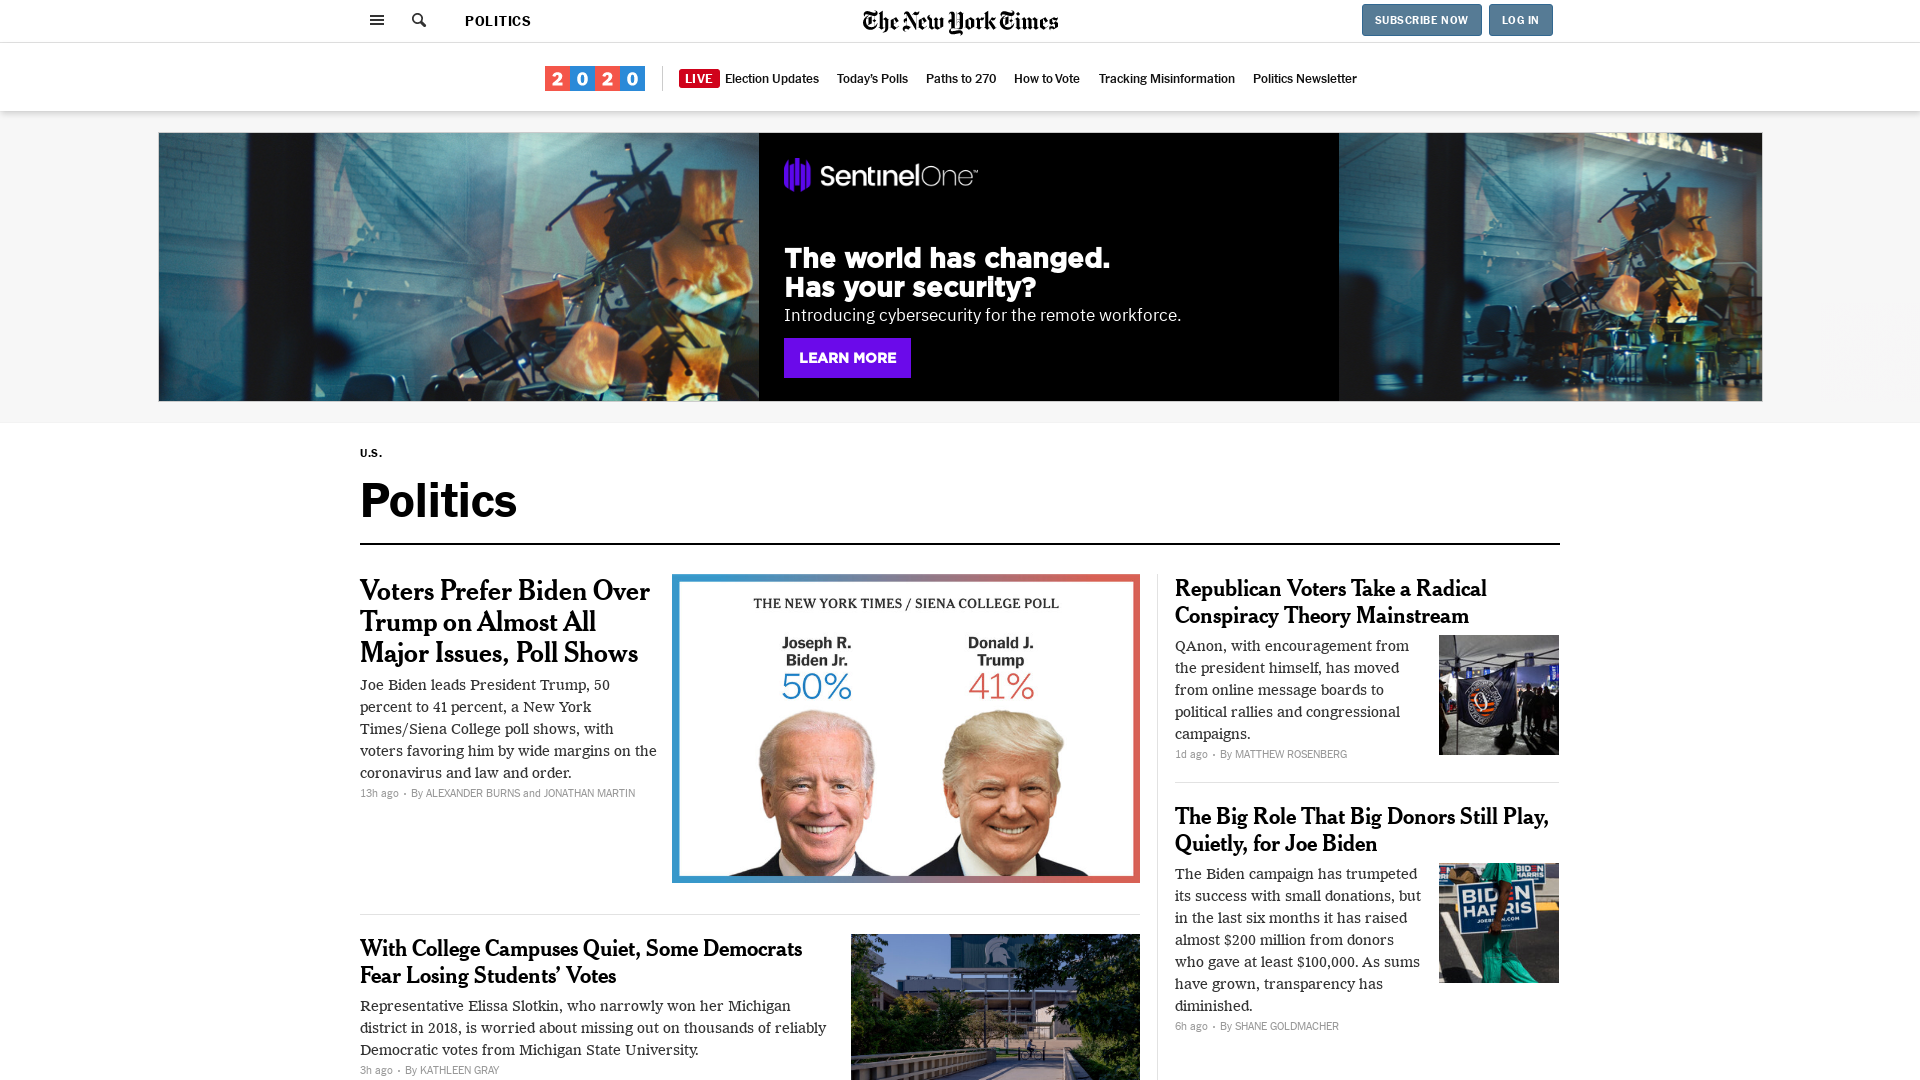 POLITICS
The New York Times
SUBSCRIBE NOW
LOG IN
2020
LIVE Election Updates
Today's Polls
Paths to 270
How to Vote
Tracking Misinformation
Politics Newsletter
SentinelOne™
The world has changed.
Has your security?
Introducing cybersecurity for the remote workforce.
LEARN MORE
U.S.
Politics
Voters Prefer Biden Over
Trump on Almost All
Major Issues, Poll Shows
Joe Biden leads President Trump, 50
percent to 41 percent, a New York
Times/Siena College poll shows, with
voters favoring him by wide margins on the
coronavirus and law and order.
13h ago · By ALEXANDER BURNS and JONATHAN MARTIN
THE NEW YORK TIMES / SIENA COLLEGE POLL
Joseph R.
Biden Jr.
50%
Donald J.
Trump
41%
With College Campuses Quiet, Some Democrats
Fear Losing Students’ Votes
Representative Elissa Slotkin, who narrowly won her Michigan
district in 2018, is worried about missing out on thousands of reliably
Democratic votes from Michigan State University.
3h ago · By KATHLEEN GRAY
Republican Voters Take a Radical
Conspiracy Theory Mainstream
QAnon, with encouragement from
the president himself, has moved
from online message boards to
political rallies and congressional
campaigns.
1d ago · By MATTHEW ROSENBERG
Q
The Big Role That Big Donors Still Play,
Quietly, for Joe Biden
The Biden campaign has trumpeted
its success with small donations, but
in the last six months it has raised
almost $200 million from donors
who gave at least $100,000. As sums
have grown, transparency has
diminished.
6h ago · By SHANE GOLDMACHER
BIDEN
HARRIS